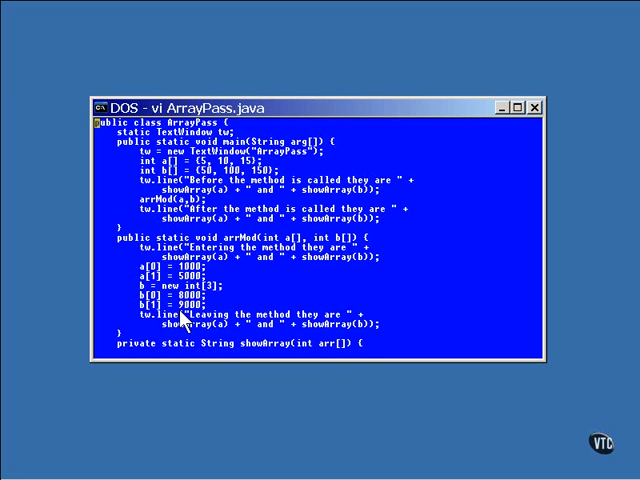 DOS - vi ArrayPass.java
public class ArrayPass {
    static TextWindow tw;
    public static void main(String arg[]) {
        tw = new TextWindow("ArrayPass");
        int a[] = {5, 10, 15};
        int b[] = {50, 100, 150};
        tw.line("Before the method is called they are " +
            showArray(a) + " and " + showArray(b));
        arrMod(a,b);
        tw.line("After the method is called they are " +
            showArray(a) + " and " + showArray(b));
    }
    public static void arrMod(int a[], int b[]) {
        tw.line("Entering the method they are " +
            showArray(a) + " and " + showArray(b));
        a[0] = 1000;
        a[1] = 5000;
        b = new int[3];
        b[0] = 8000;
        b[1] = 9000;
        tw.line("Leaving the method they are " +
            showArray(a) + " and " + showArray(b));
    }
    private static String showArray(int arr[]) {
VTC